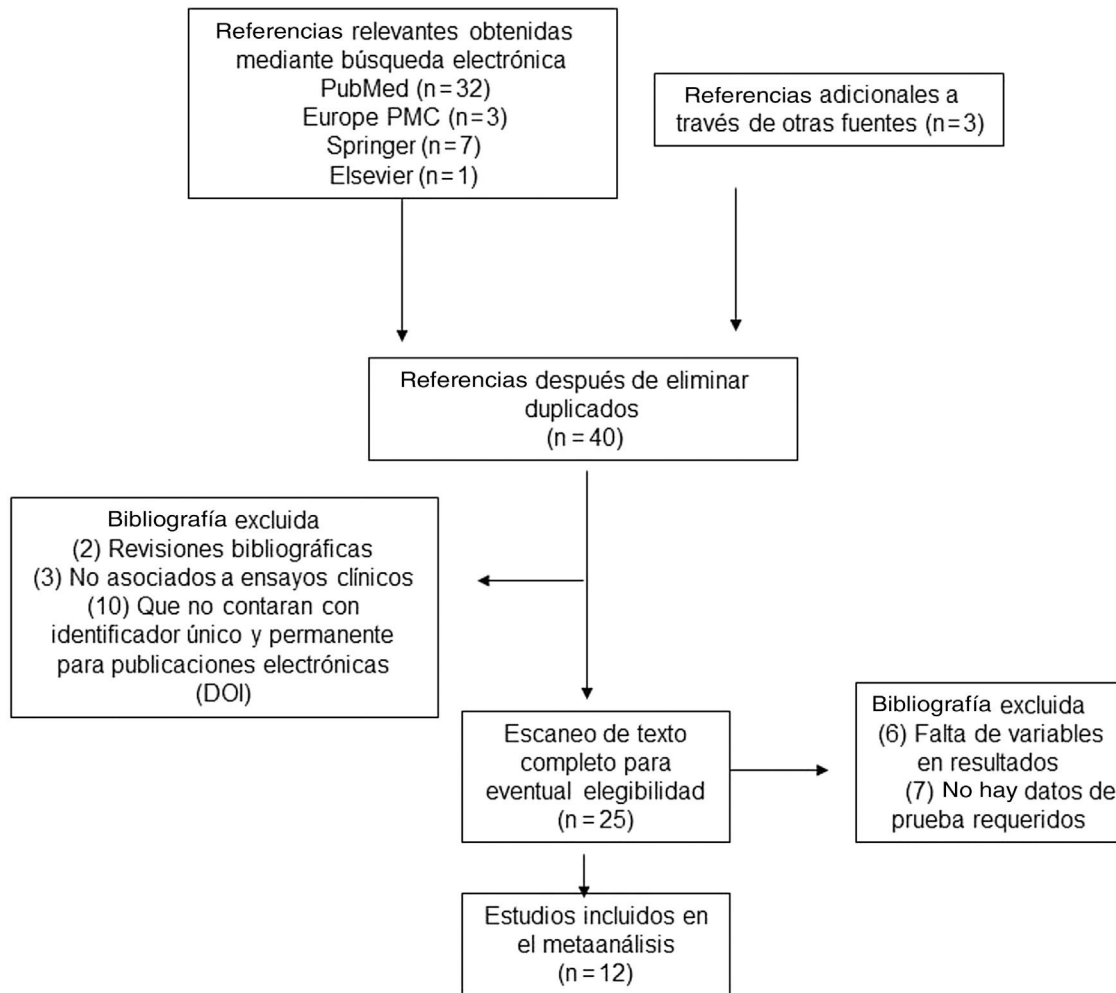 Referencias relevantes obtenidas
mediante búsqueda electrónica
PubMed (n = 32)
Europe PMC (n = 3)
Springer (n = 7)
Elsevier (n = 1)
Referencias adicionales a
través de otras fuentes (n = 3)
Referencias después de eliminar
duplicados
(n = 40)
Bibliografía excluida
(2) Revisiones bibliográficas
(3) No asociados a ensayos clínicos
(10) Que no contaran con
identificador único y permanente
para publicaciones electrónicas
(DOI)
Escaneo de texto
completo para
eventual elegibilidad
(n = 25)
Bibliografía excluida
(6) Falta de variables
en resultados
(7) No hay datos de
prueba requeridos
Estudios incluidos en
el metaanálisis
(n = 12)